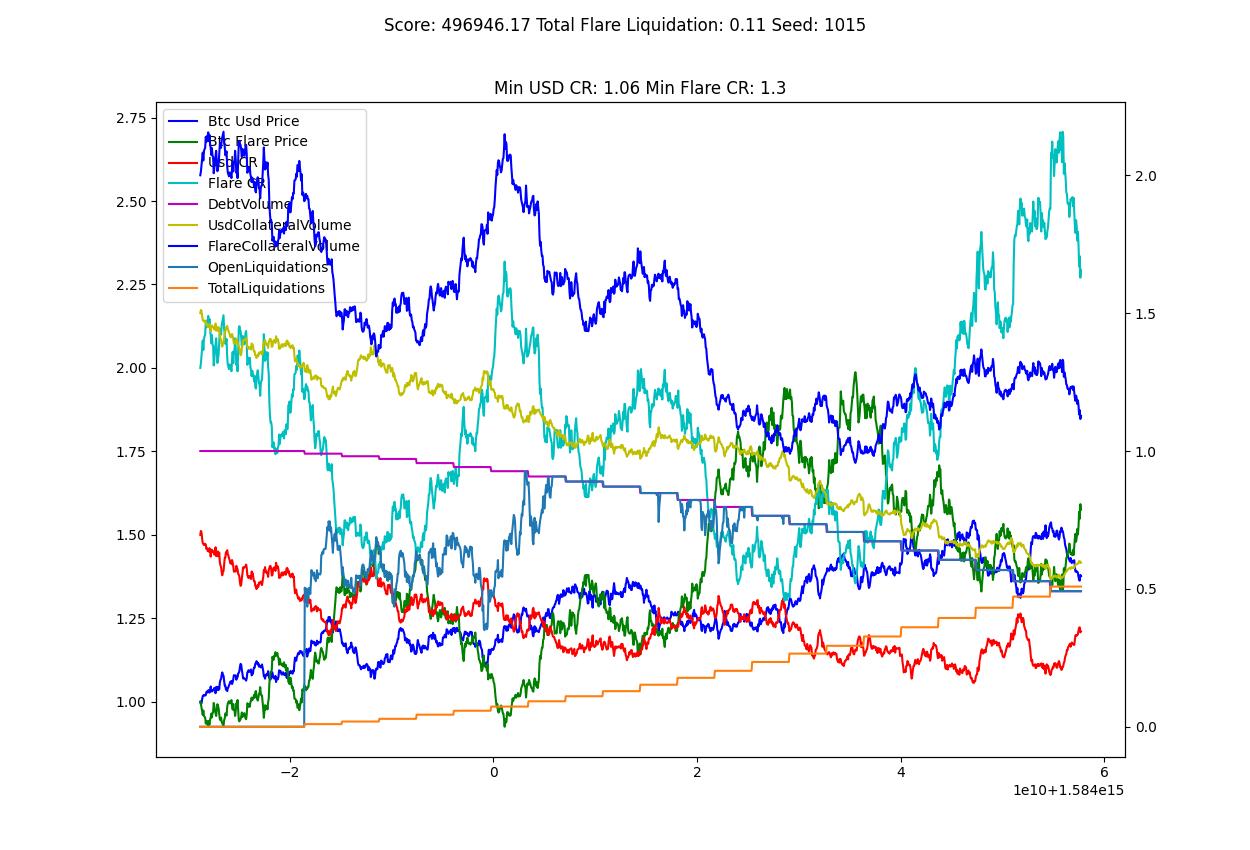 Score: 496946.17 Total Flare Liquidation: 0.11 Seed: 1015
Min USD CR: 1.06 Min Flare CR: 1.3
Btc Usd Price
Btc Flare Price
Usd CR
Flare CR
DebtVolume
UsdCollateralVolume
FlareCollateralVolume
OpenLiquidations
TotalLiquidations
2.75
2.50
2.25
2.00
1.75
1.50
1.25
1.00
2.0
1.5
1.0
0.5
0.0
−2 0 2 4 6
1e10+1.584e15